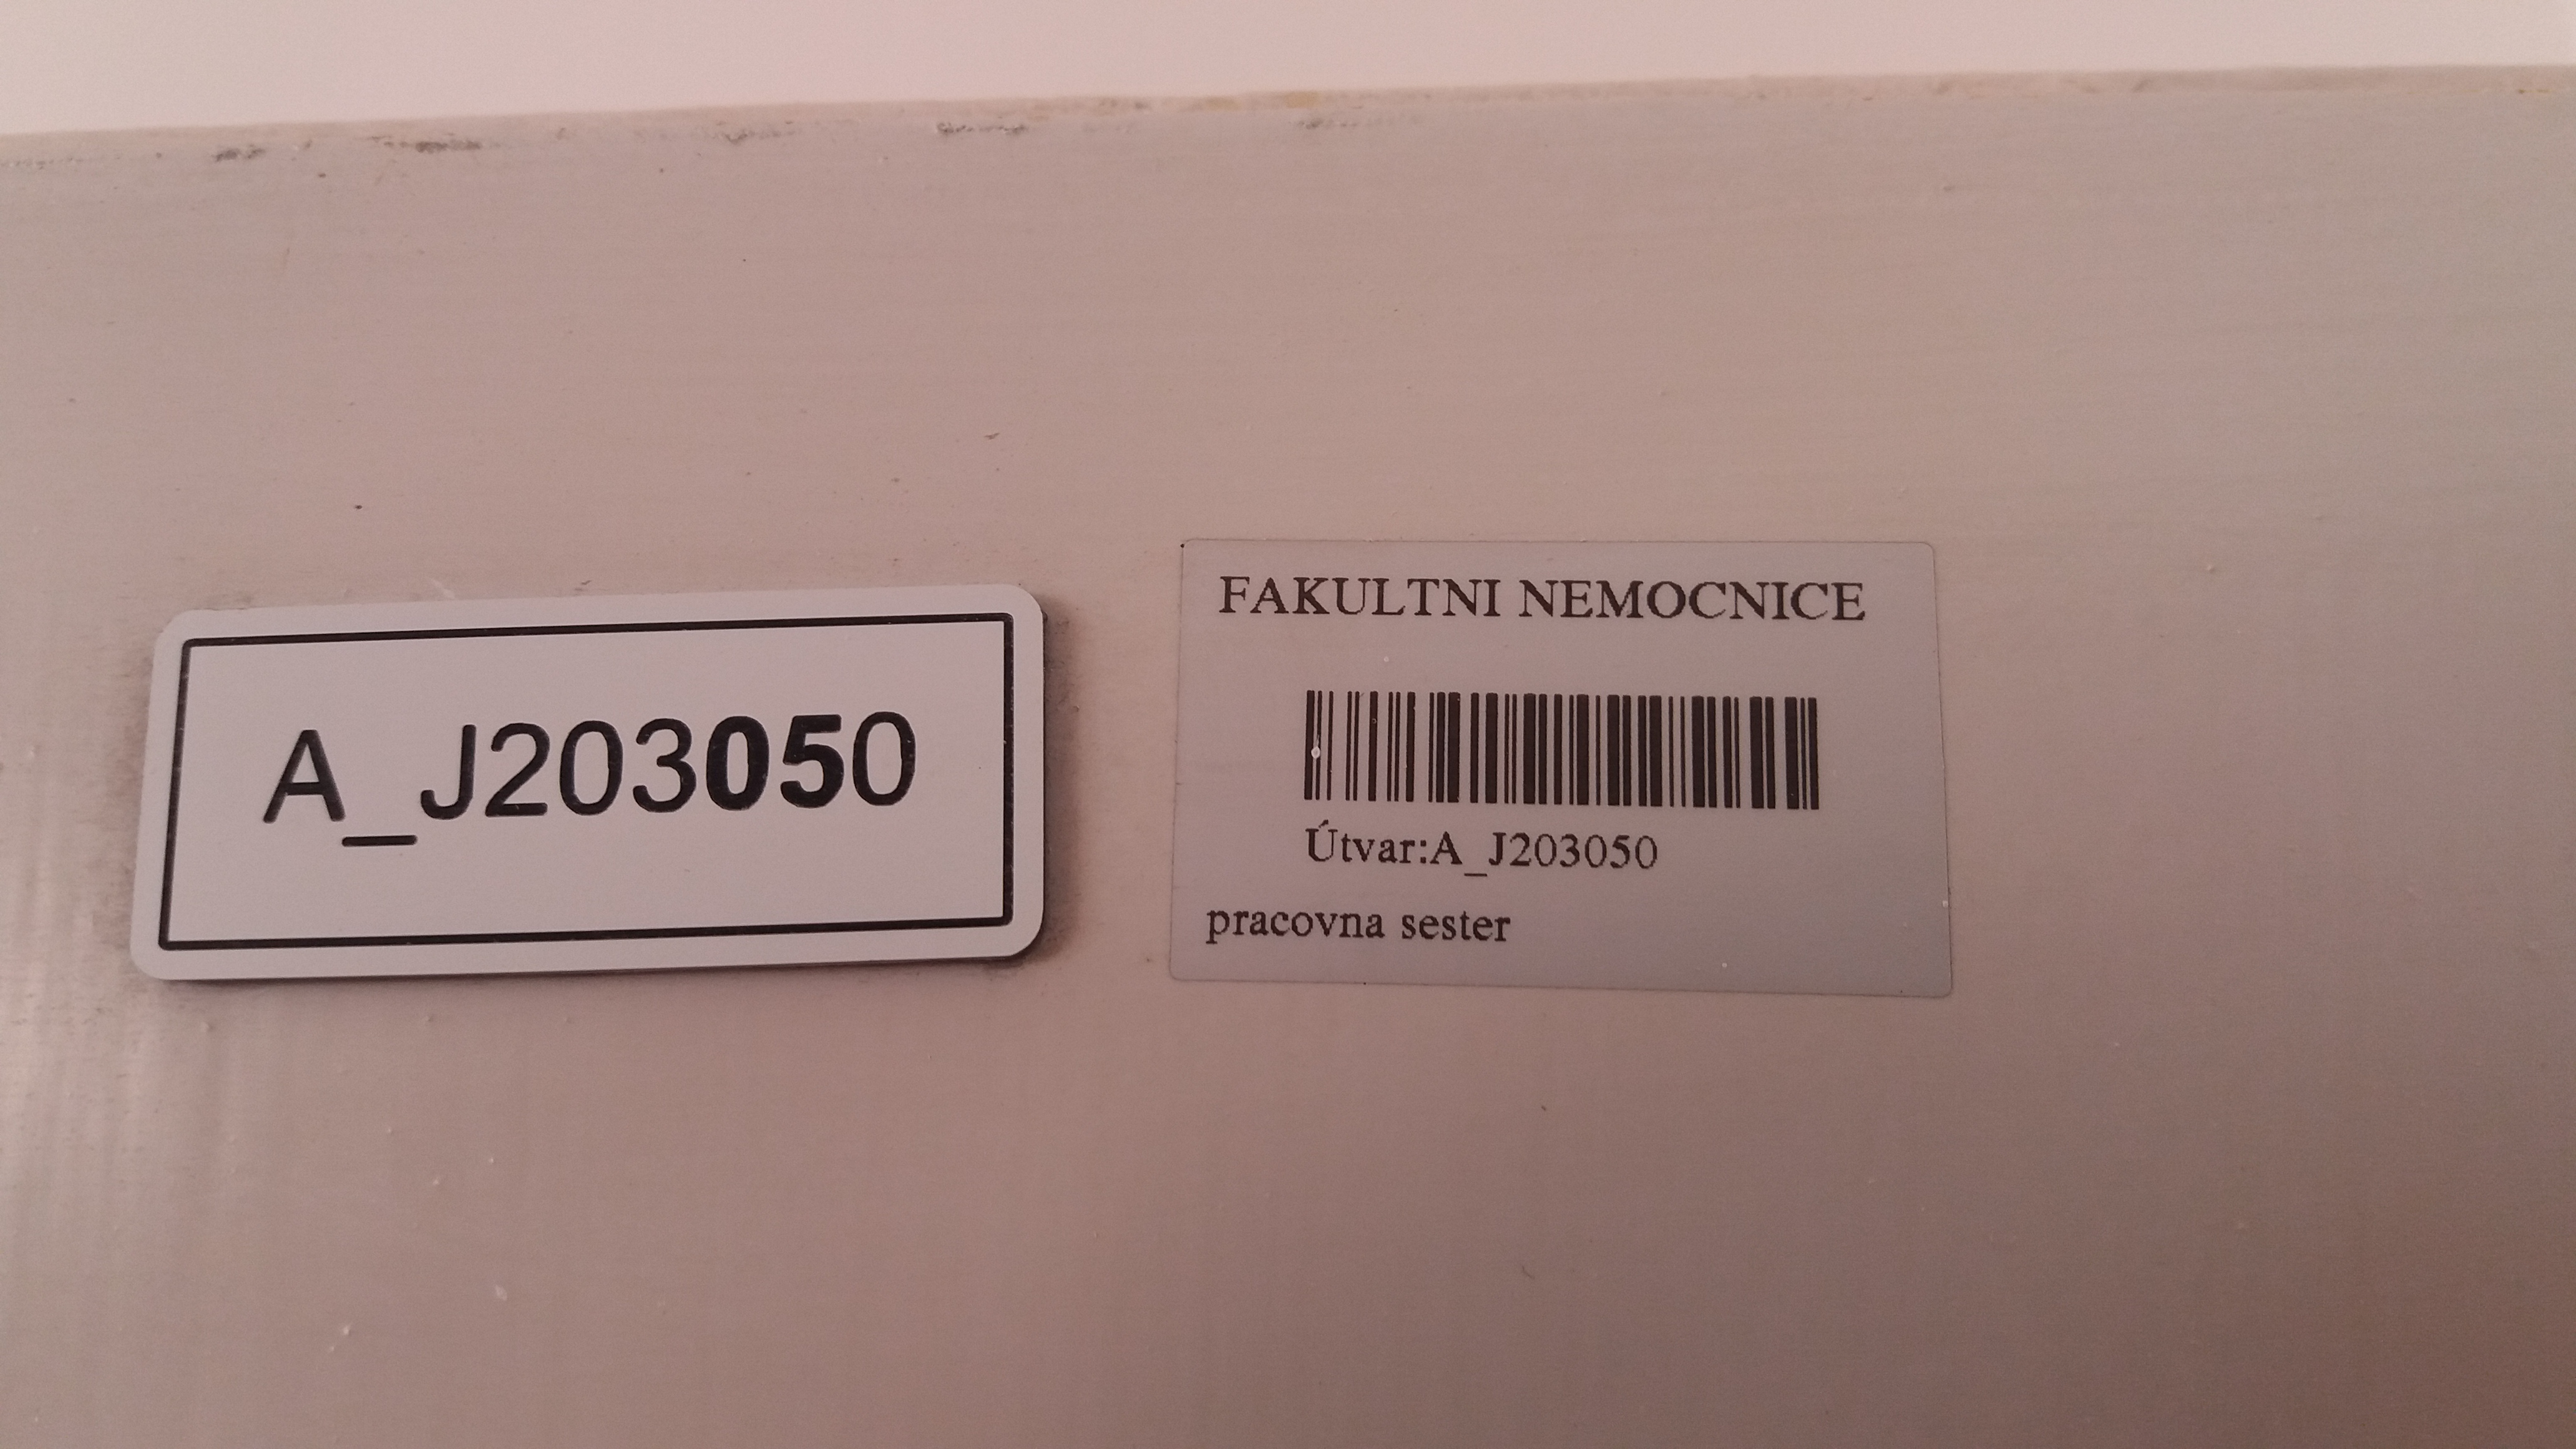 A_J203050
FAKULTNI NEMOCNICE
Útvar:A_J203050
pracovna sester